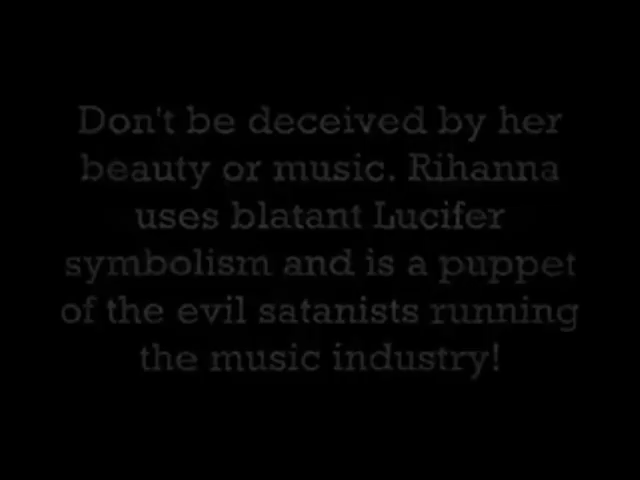 Don't be deceived by her
beauty or music. Rihanna
uses blatant Lucifer
symbolism and is a puppet
of the evil satanists running
the music industry!